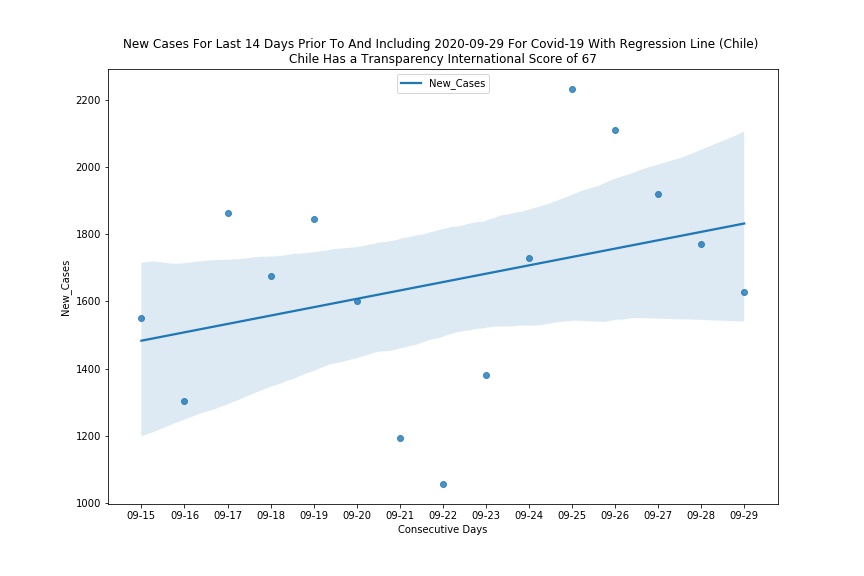 New Cases For Last 14 Days Prior To And Including 2020-09-29 For Covid-19 With Regression Line (Chile)
Chile Has a Transparency International Score of 67
New_Cases
2200
2000
1800
1600
1400
1200
1000
New_Cases
09-15 09-16 09-17 09-18 09-19 09-20 09-21 09-22 09-23 09-24 09-25 09-26 09-27 09-28 09-29
Consecutive Days